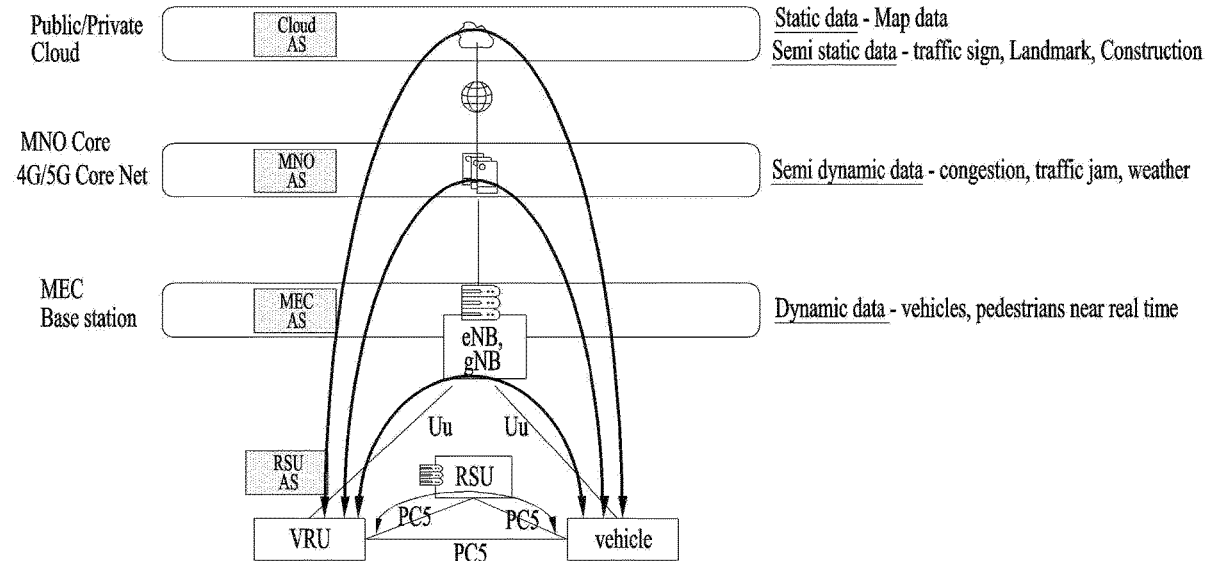 Public/Private
Cloud
Cloud
AS
Static data - Map data
Semi static data - traffic sign, Landmark, Construction
MNO Core
4G/5G Core Net
MNO
AS
Semi dynamic data - congestion, traffic jam, weather
MEC
Base station
MEC
AS
eNB,
gNB
Dynamic data - vehicles, pedestrians near real time
Uu
Uu
RSU
AS
RSU
PC5
PC5
VRU
PC5
vehicle